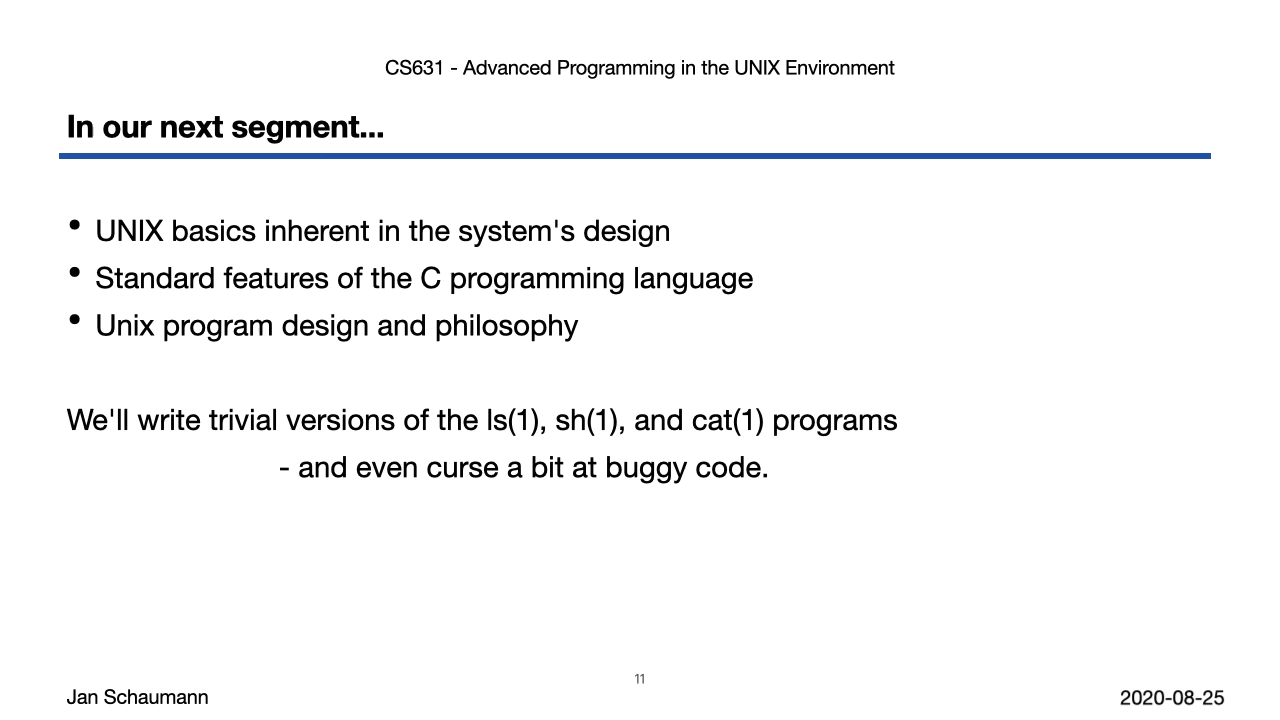 CS631 - Advanced Programming in the UNIX Environment
In our next segment...
• UNIX basics inherent in the system's design
• Standard features of the C programming language
• Unix program design and philosophy
We'll write trivial versions of the ls(1), sh(1), and cat(1) programs
- and even curse a bit at buggy code.
11
Jan Schaumann
2020-08-25